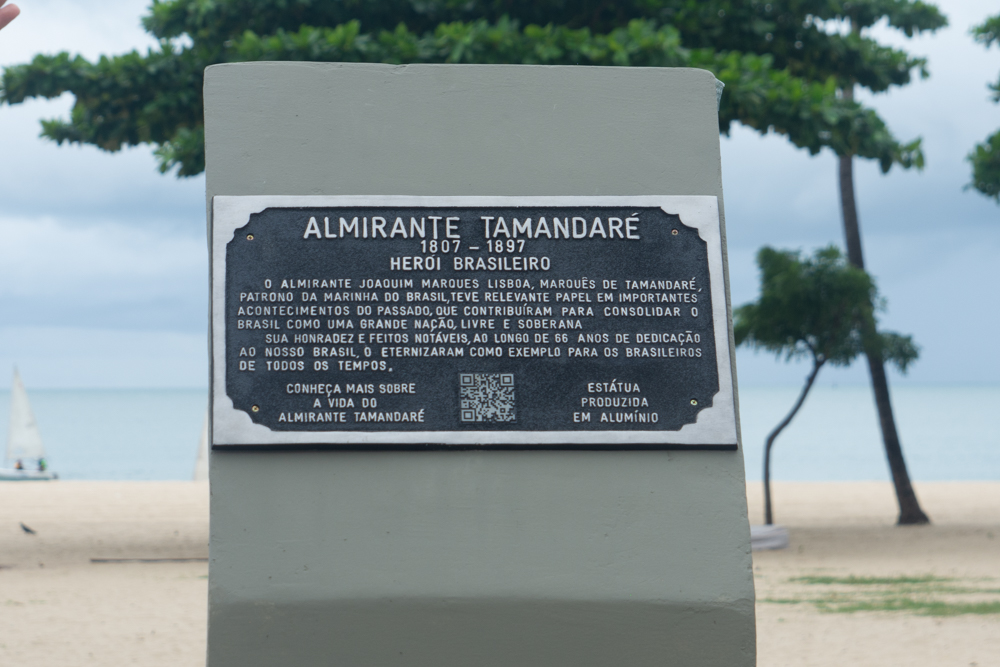 ALMIRANTE TAMANDARÉ
1807 – 1897
HEROI BRASILEIRO
O ALMIRANTE JOAQUIM MARQUES LISBOA, MARQUÊS DE TAMANDARÉ,
PATRONO DA MARINHA DO BRASIL, TEVE RELEVANTE PAPEL EM IMPORTANTES
ACONTECIMENTOS DO PASSADO, QUE CONTRIBUÍRAM PARA CONSOLIDAR O
BRASIL COMO UMA GRANDE NAÇÃO, LIVRE E SOBERANA
SUA HONRADEZ E FEITOS NOTÁVEIS, AO LONGO DE 66 ANOS DE DEDICAÇÃO
AO NOSSO BRASIL, O ETERNIZARAM COMO EXEMPLO PARA OS BRASILEIROS
DE TODOS OS TEMPOS.
CONHEÇA MAIS SOBRE
A VIDA DO
ALMIRANTE TAMANDARÉ
ESTÁTUA
PRODUZIDA
EM ALUMÍNIO